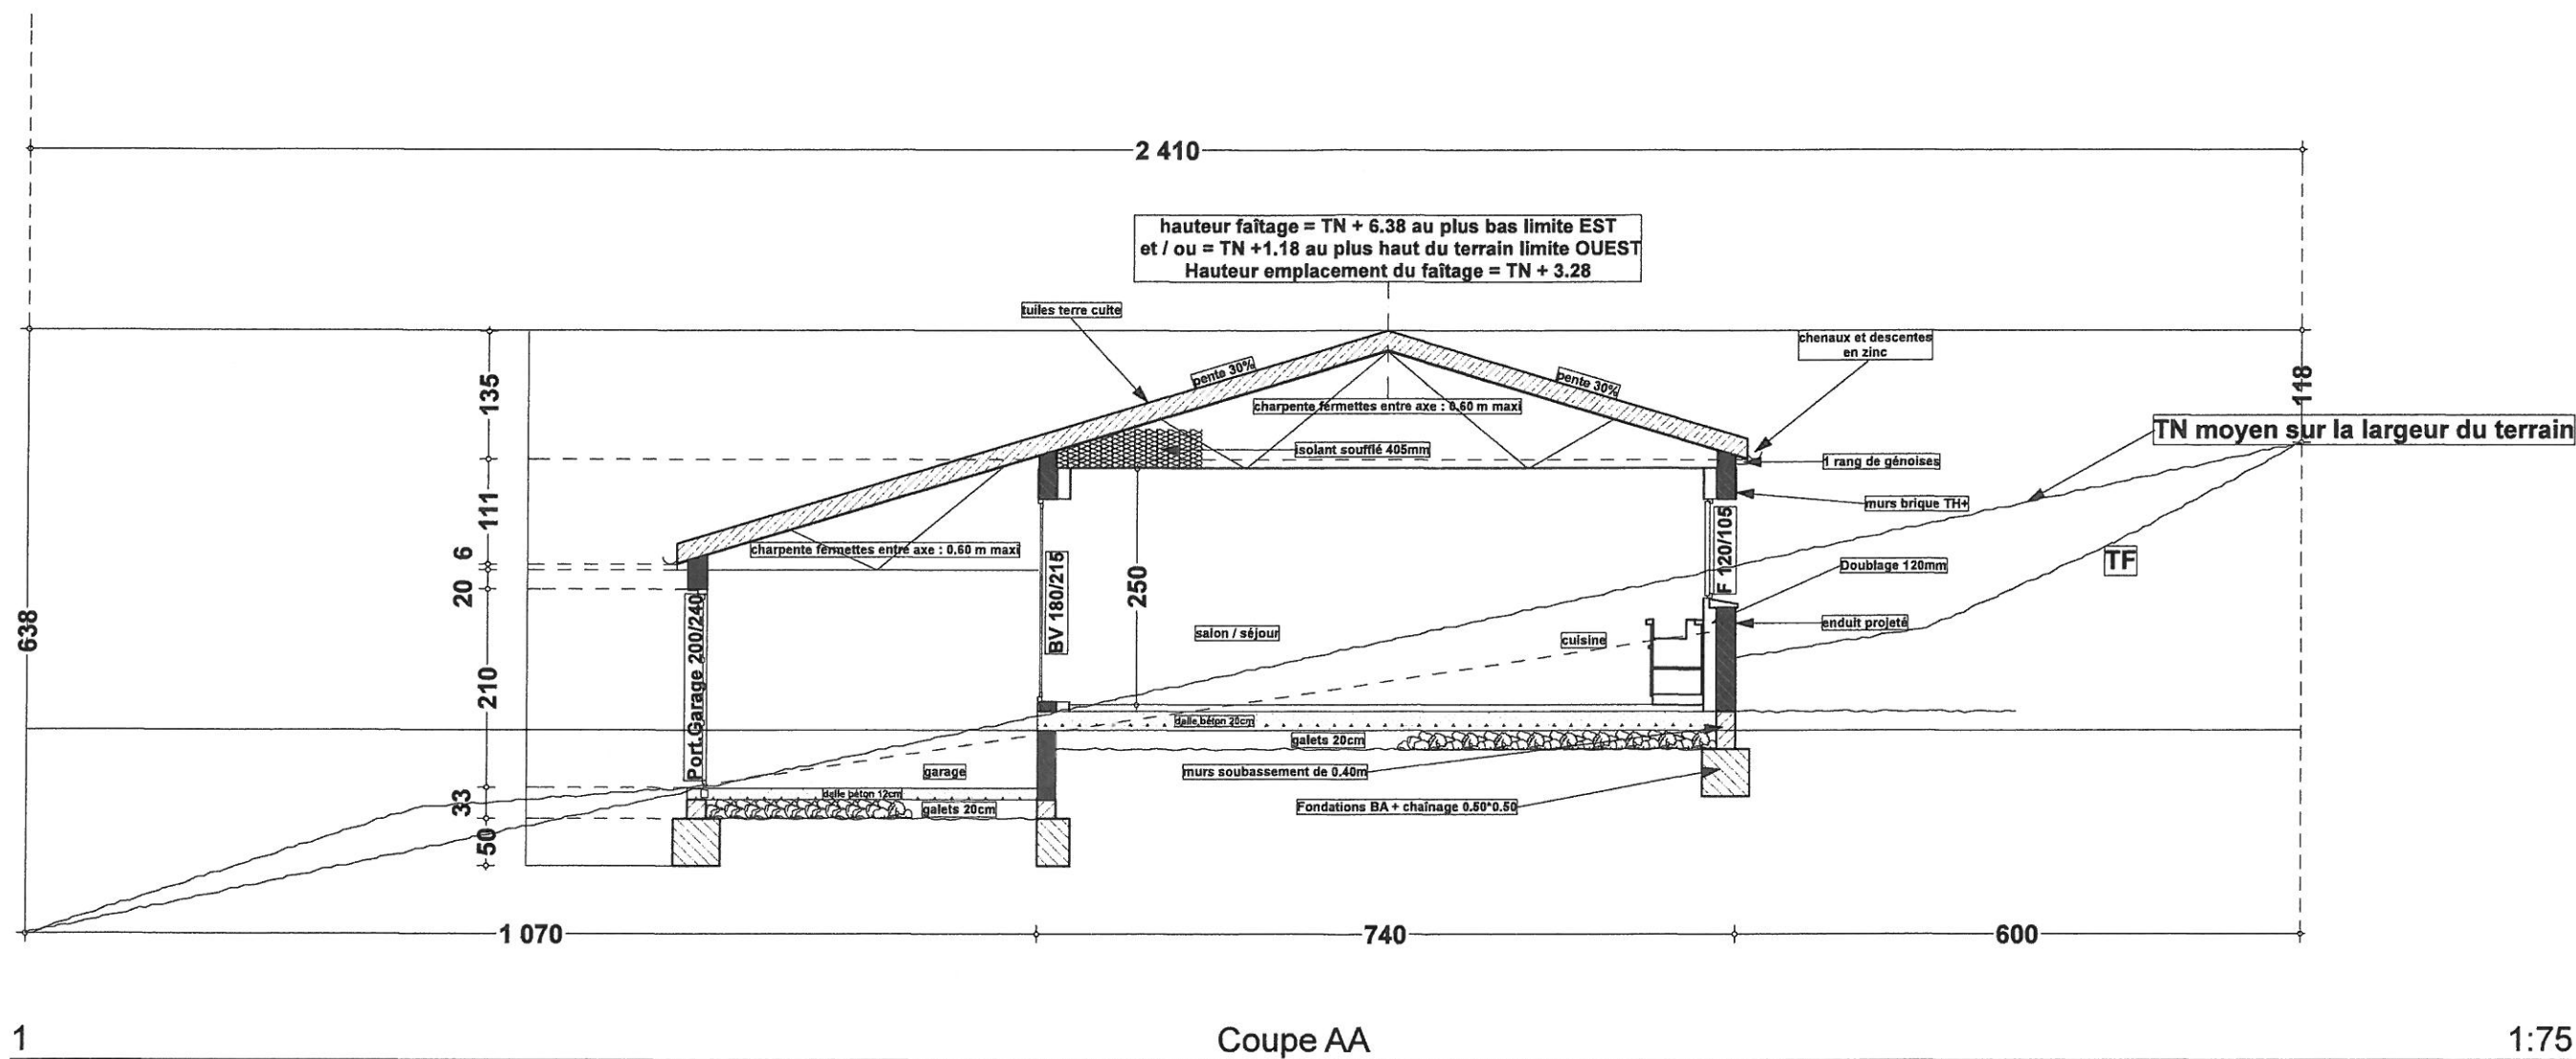 2 410
hauteur faîtage = TN + 6.38 au plus bas limite EST
et / ou = TN +1.18 au plus haut du terrain limite OUEST
Hauteur emplacement du faîtage = TN + 3.28
tuiles terre cuite
chenaux et descentes
en zinc
pente 30%
pente 30%
135
118
charpente fermettes entre axe : 0,60 m maxi
TN moyen sur la largeur du terrain
isolant soufflé 405mm
1 rang de génoises
111
murs brique TH+
6
charpente fermettes entre axe : 0,60 m maxi
F 120/105
TF
Doublage 120mm
20
BV 180/215
250
638
Port.Garage 200/240
salon / séjour
cuisine
enduit projeté
210
dalle béton 20cm
galets 20cm
garage
murs soubassement de 0.40m
dalle béton 12cm
33
galets 20cm
Fondations BA + chaînage 0.50*0.50
50
1 070
740
600
1
Coupe AA
1:75